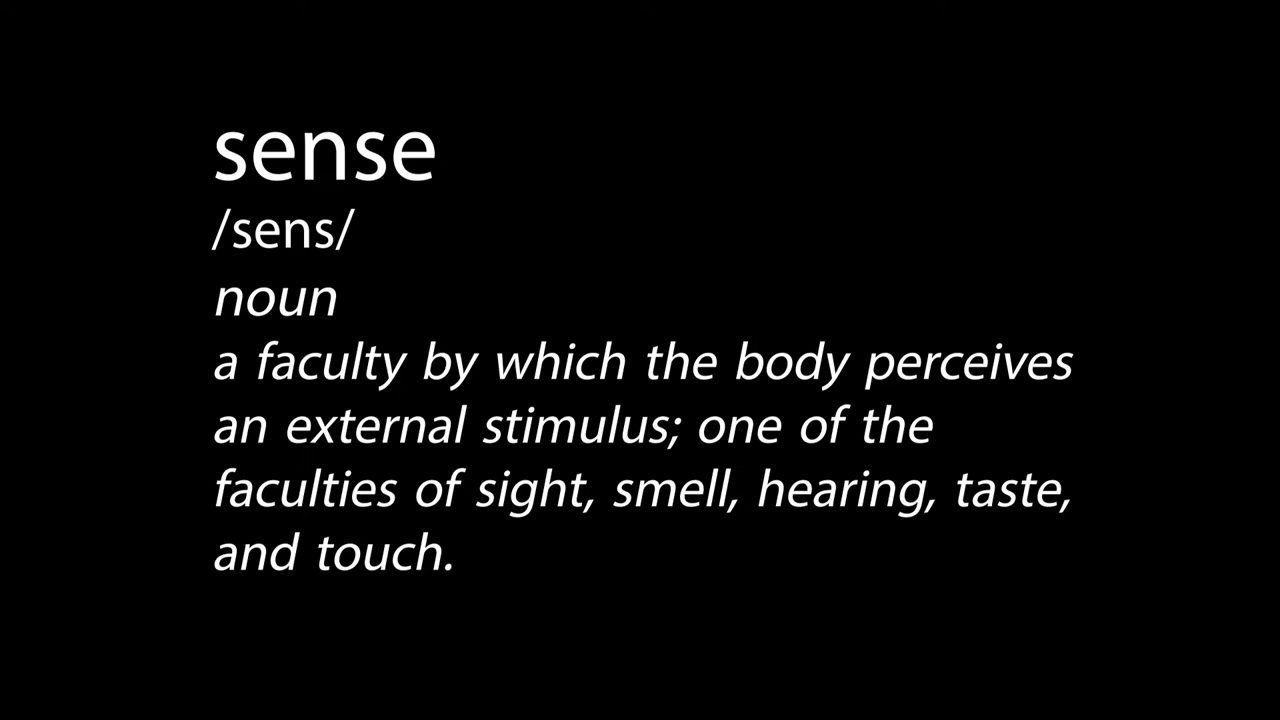 sense
/sens/
noun
a faculty by which the body perceives
an external stimulus; one of the
faculties of sight, smell, hearing, taste,
and touch.